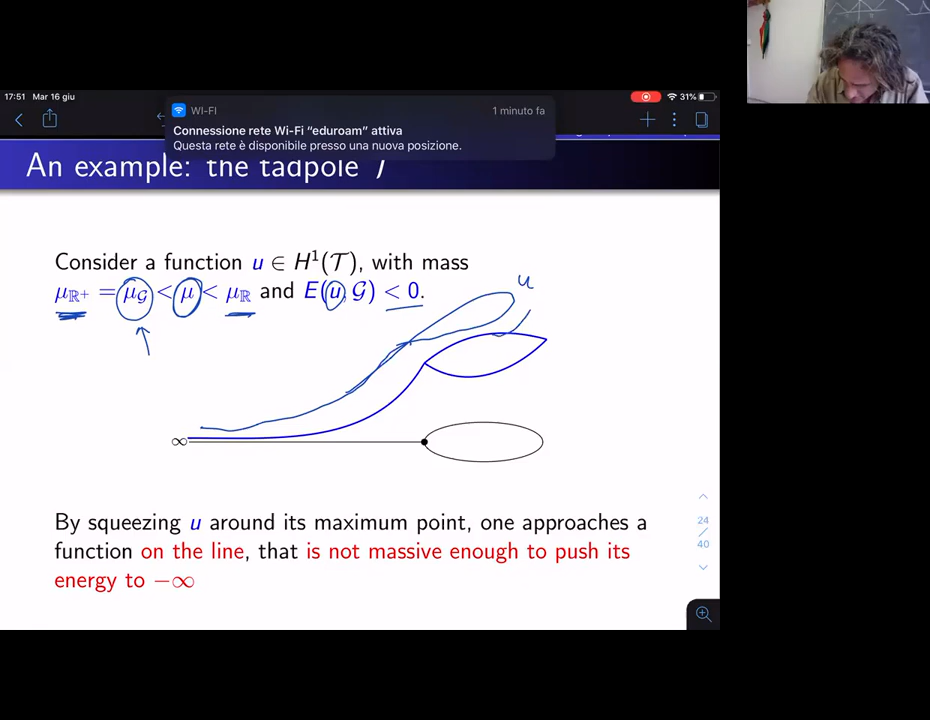 17:51 Mar 16 giu
31%
WI-FI
1 minuto fa
Connessione rete Wi-Fi “eduroam” attiva
Questa rete è disponibile presso una nuova posizione.
An example: the tadpole
Consider a function u ∈ H¹(𝒯), with mass
μ_ℝ⁺ = μ_𝒢 < μ < μ_ℝ and E(u, 𝒢) < 0.
u
∞
By squeezing u around its maximum point, one approaches a
function on the line, that is not massive enough to push its
energy to −∞
24
/
40